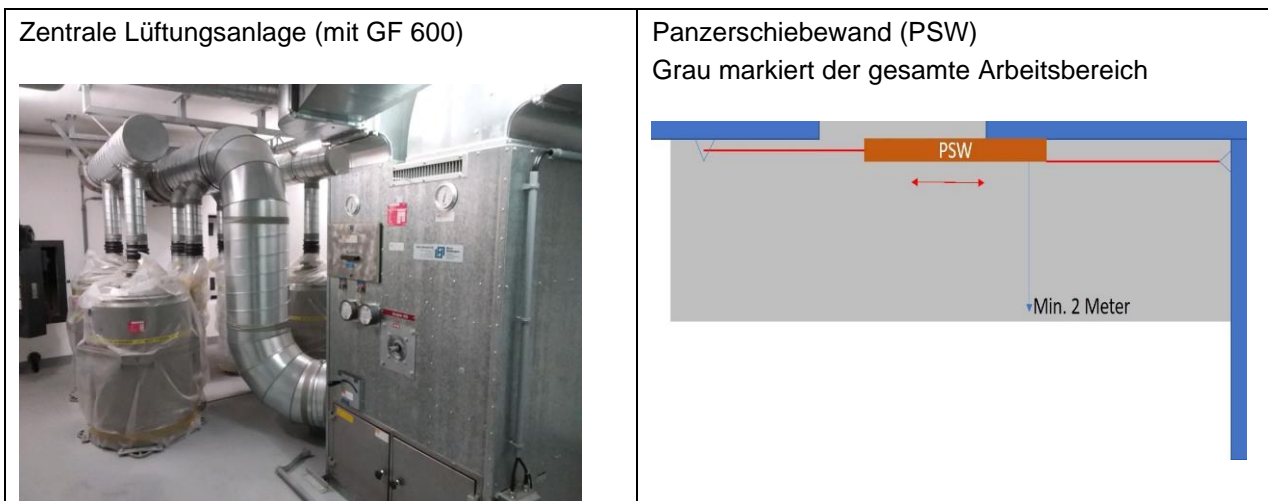 Zentrale Lüftungsanlage (mit GF 600)
Panzerschiebewand (PSW)
Grau markiert der gesamte Arbeitsbereich
PSW
Min. 2 Meter